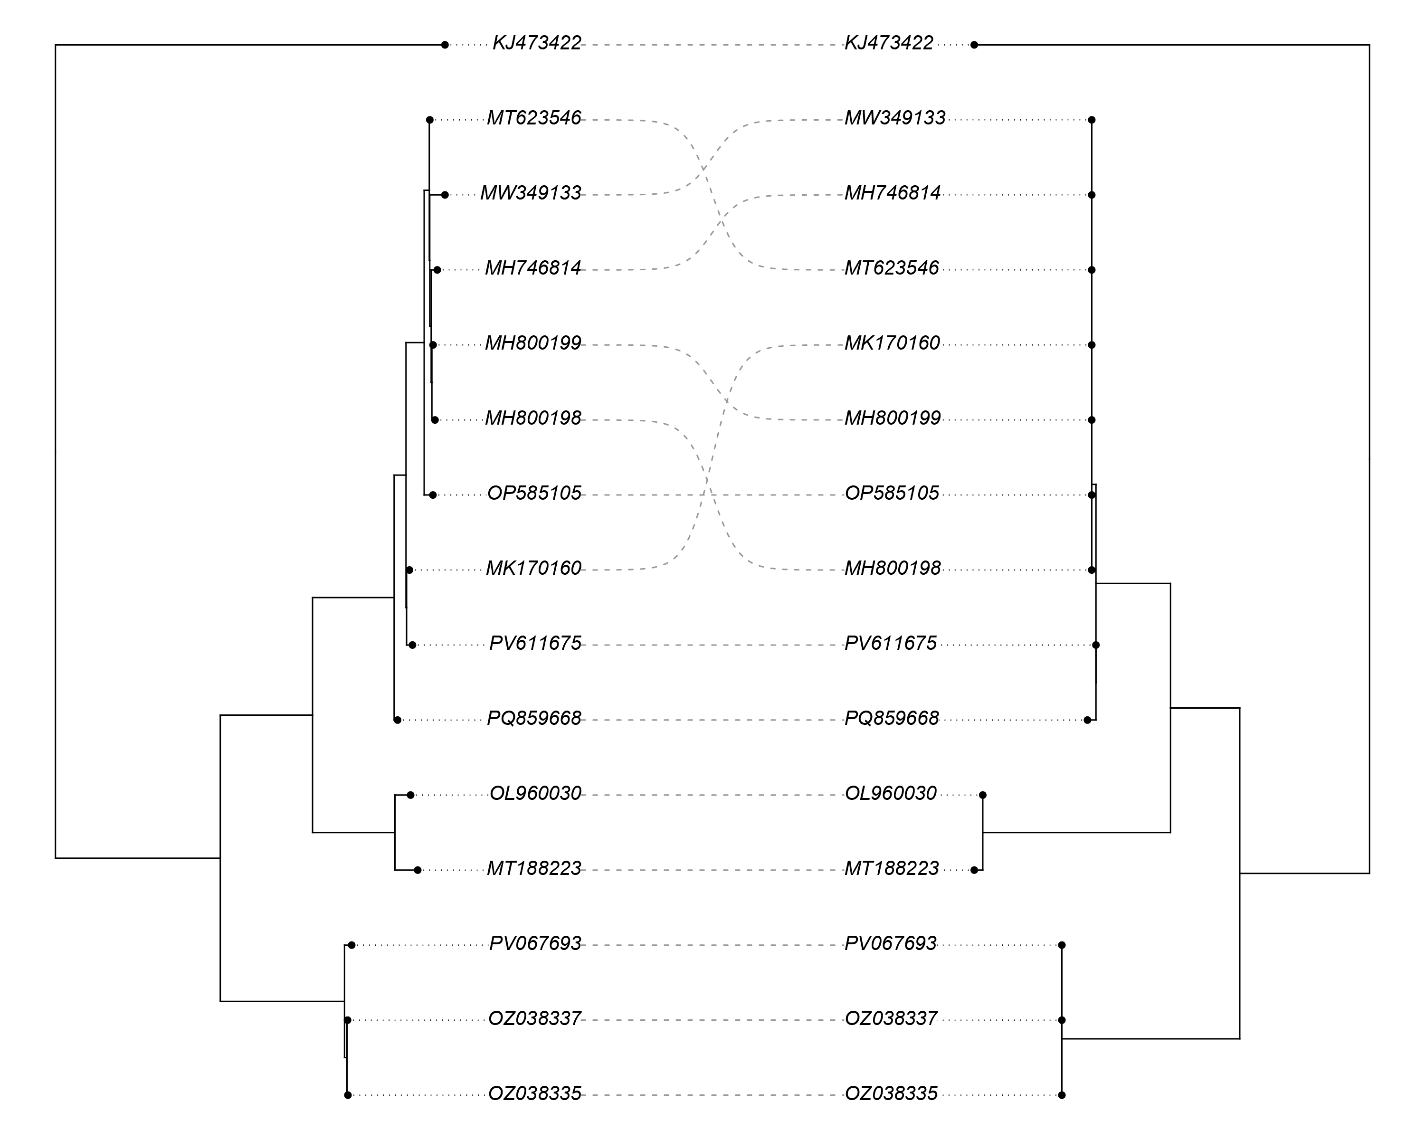 KJ473422 KJ473422
MT623546 MW349133
MW349133 MH746814
MH746814 MT623546
MH800199 MK170160
MH800198 MH800199
OP585105 OP585105
MK170160 MH800198
PV611675 PV611675
PQ859668 PQ859668
OL960030 OL960030
MT188223 MT188223
PV067693 PV067693
OZ038337 OZ038337
OZ038335 OZ038335